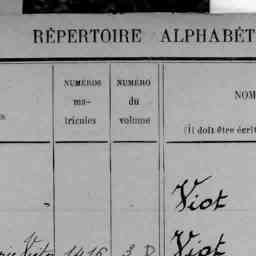 RÉPERTOIRE ALPHABÉT
NUMÉROS
ma-
tricules
NUMÉRO
du
volume
NOM
(Il doit être écrit
Viot
1416 3 D Viot